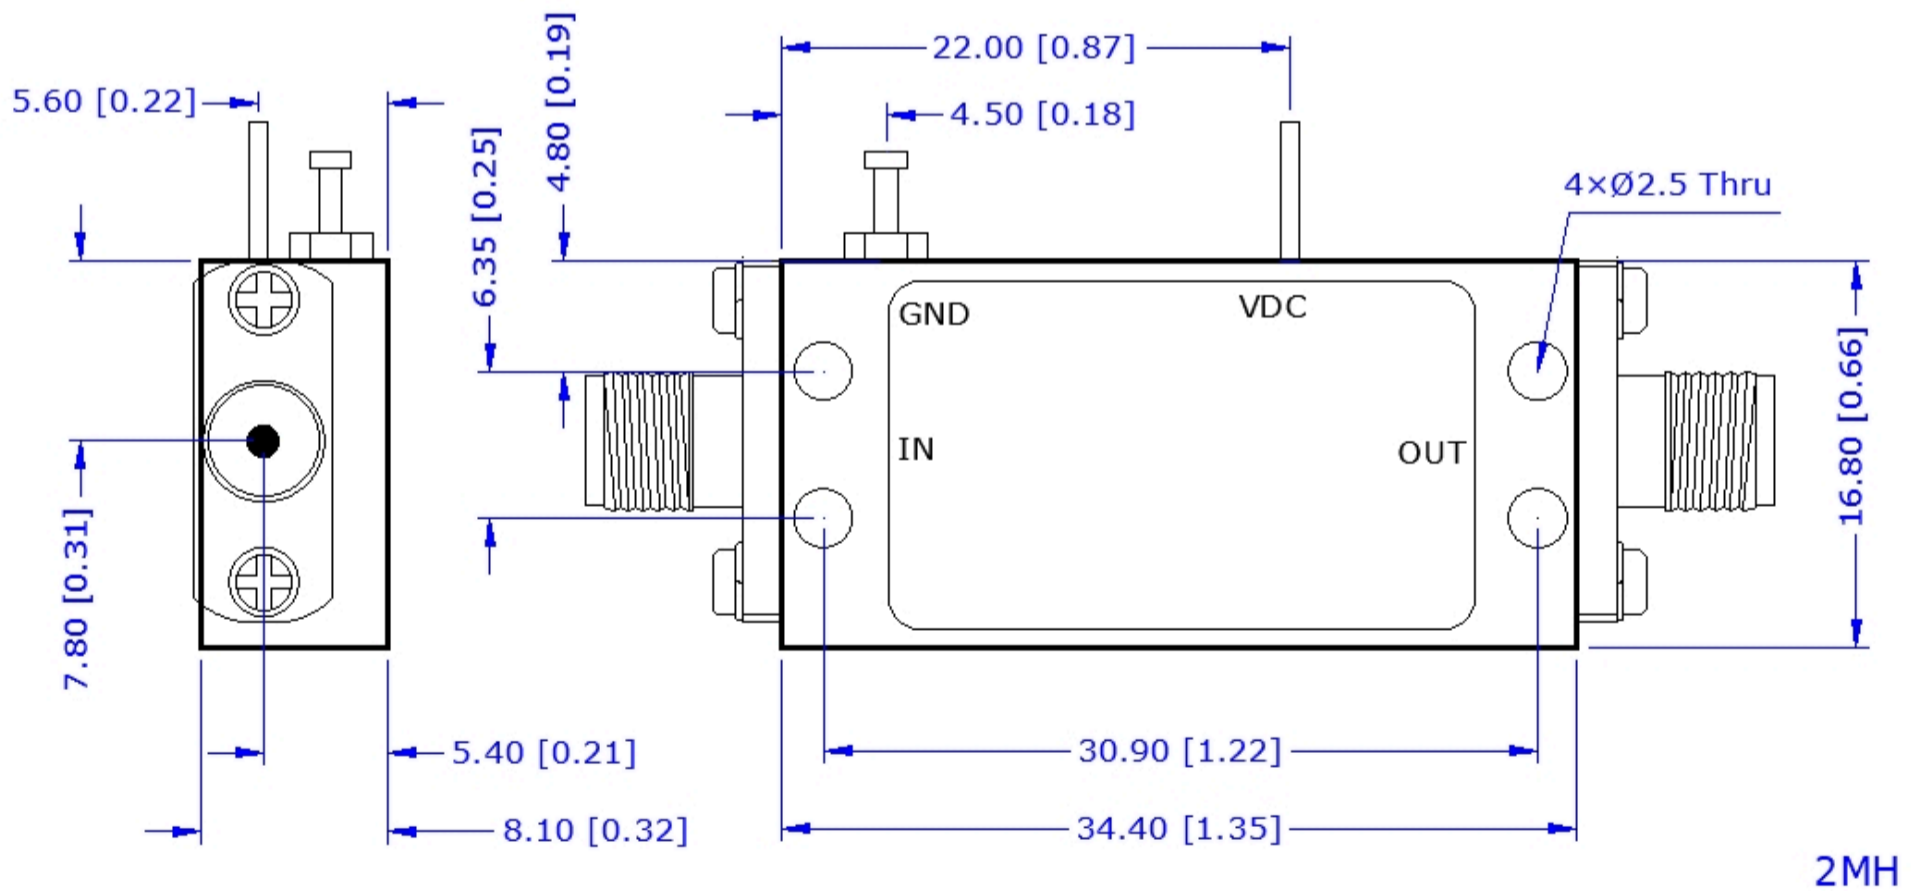 22.00 [0.87]
4.80 [0.19]
5.60 [0.22]
4.50 [0.18]
6.35 [0.25]
4×Ø2.5 Thru
GND
VDC
IN
OUT
16.80 [0.66]
7.80 [0.31]
5.40 [0.21]
30.90 [1.22]
8.10 [0.32]
34.40 [1.35]
2MH